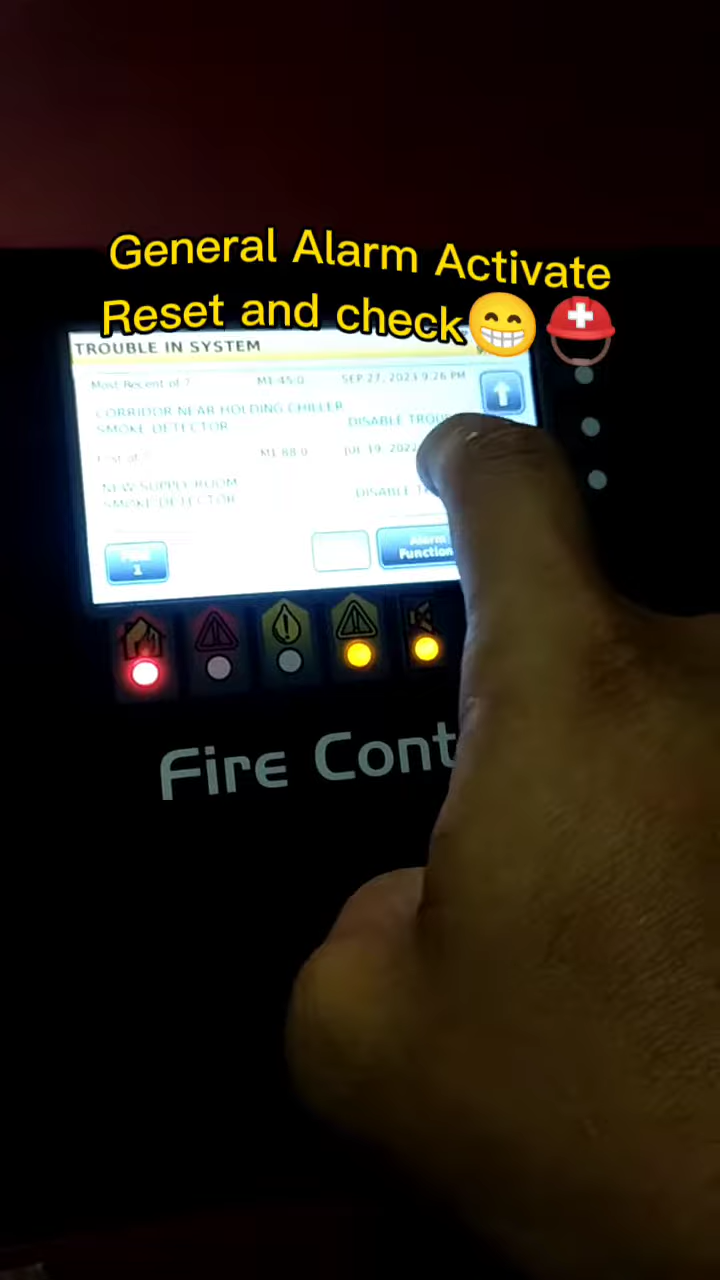 General Alarm Activate
Reset and check
TROUBLE IN SYSTEM
Most Recent of 7 M1:45:0 SEP 27, 2023 9:26 PM
CORRIDOR NEAR HOLDING CHILLER
SMOKE DETECTOR DISABLE TROU
M1:88:0 JUL 19, 2022
NEW SUPPLY ROOM
SMOKE DETECTOR DISABLE T
1
Alarm
Function
Fire Cont